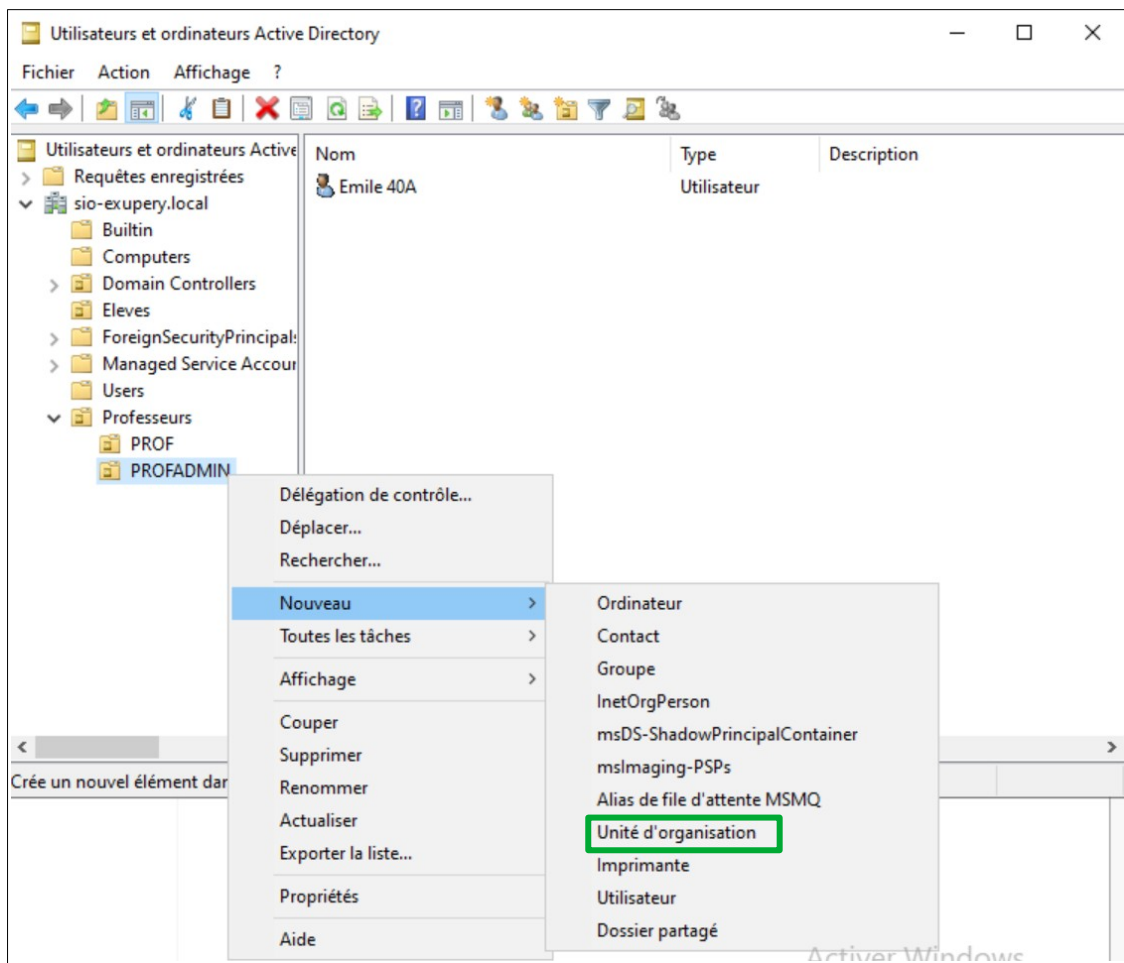 Utilisateurs et ordinateurs Active Directory
Fichier Action Affichage ?
Utilisateurs et ordinateurs Active
Nom Type Description
Requêtes enregistrées
Emile 40A Utilisateur
sio-exupery.local
Builtin
Computers
Domain Controllers
Eleves
ForeignSecurityPrincipals
Managed Service Accour
Users
Professeurs
PROF
PROFADMIN
Délégation de contrôle...
Déplacer...
Rechercher...
Nouveau
Toutes les tâches
Affichage
Couper
Supprimer
Renommer
Actualiser
Exporter la liste...
Propriétés
Aide
Ordinateur
Contact
Groupe
InetOrgPerson
msDS-ShadowPrincipalContainer
msImaging-PSPs
Alias de file d'attente MSMQ
Unité d'organisation
Imprimante
Utilisateur
Dossier partagé
Crée un nouvel élément dan
Activer Windows